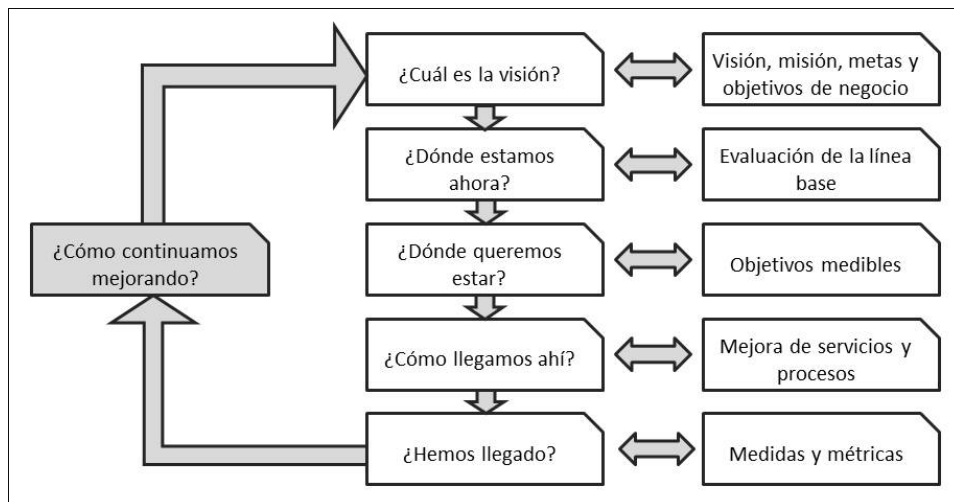 ¿Cuál es la visión?
Visión, misión, metas y
objetivos de negocio
¿Dónde estamos
ahora?
Evaluación de la línea
base
¿Cómo continuamos
mejorando?
¿Dónde queremos
estar?
Objetivos medibles
¿Cómo llegamos ahí?
Mejora de servicios y
procesos
¿Hemos llegado?
Medidas y métricas